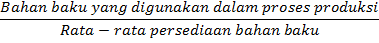 Bahan baku yang digunakan dalam proses produksi
Rata − rata persediaan bahan baku